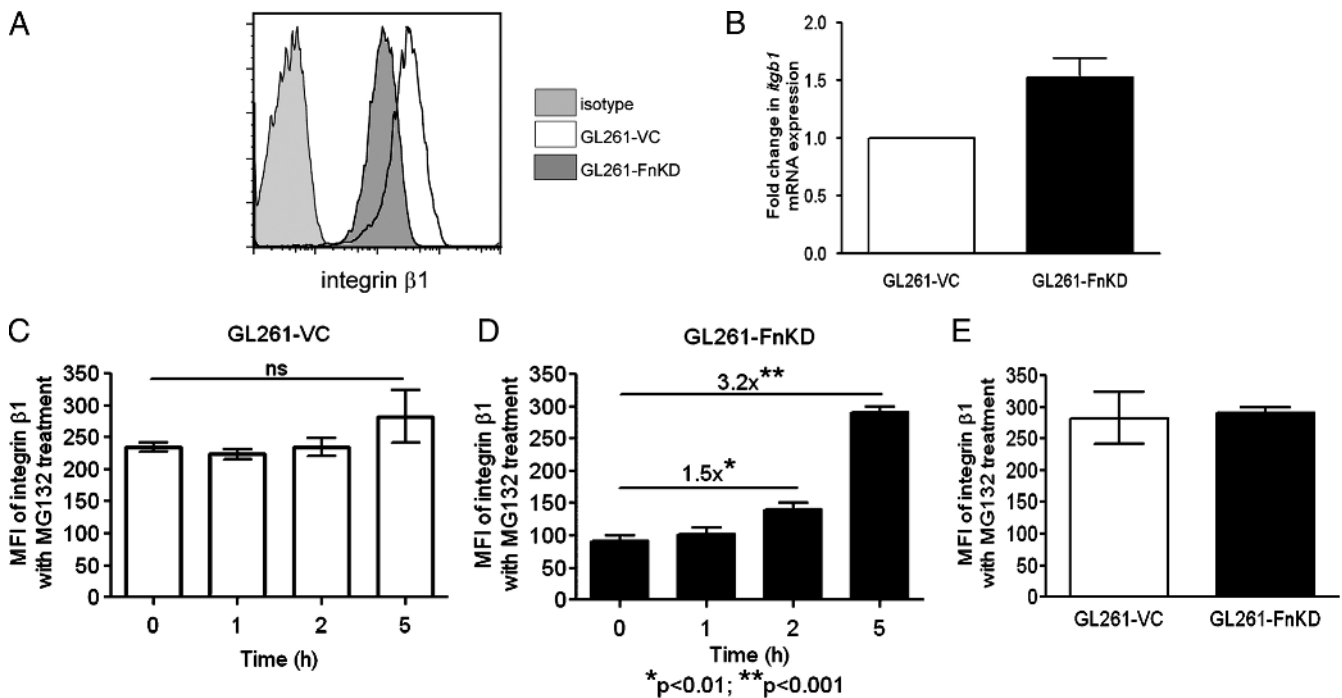 A
isotype
GL261-VC
GL261-FnKD
integrin β1
B
Fold change in itgb1
mRNA expression
2.0
1.5
1.0
0.5
0.0
GL261-VC
GL261-FnKD
C
GL261-VC
MFI of integrin β1
with MG132 treatment
350
300
250
200
150
100
50
0
ns
0 1 2 5
Time (h)
D
GL261-FnKD
MFI of integrin β1
with MG132 treatment
350
300
250
200
150
100
50
0
3.2x**
1.5x*
0 1 2 5
Time (h)
*p<0.01; **p<0.001
E
MFI of integrin β1
with MG132 treatment
350
300
250
200
150
100
50
0
GL261-VC
GL261-FnKD